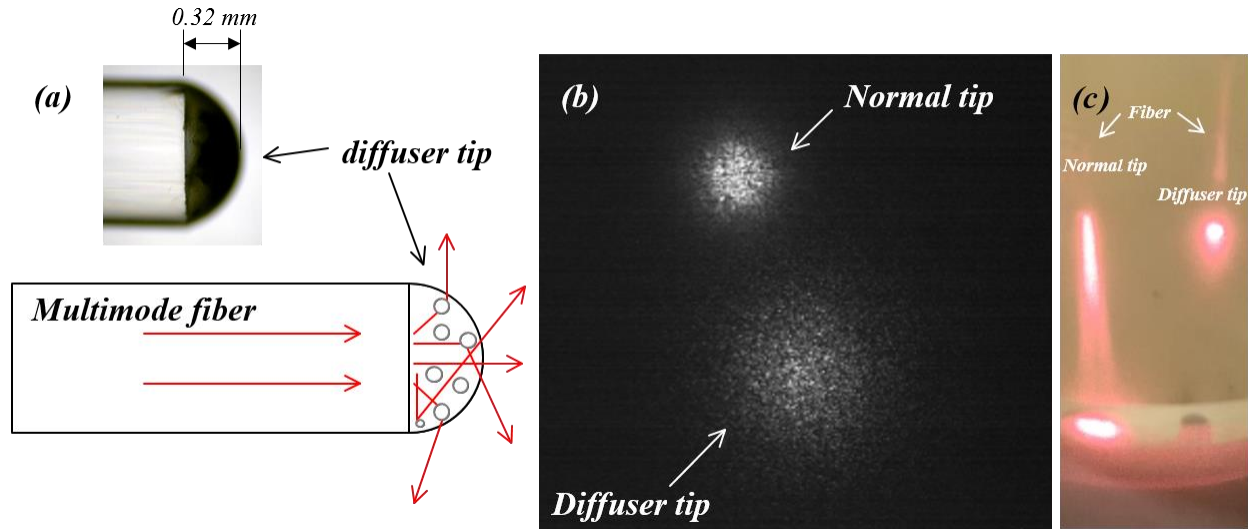 0.32 mm
(a)
diffuser tip
Multimode fiber
(b)
Normal tip
Diffuser tip
(c)
Fiber
Normal tip
Diffuser tip